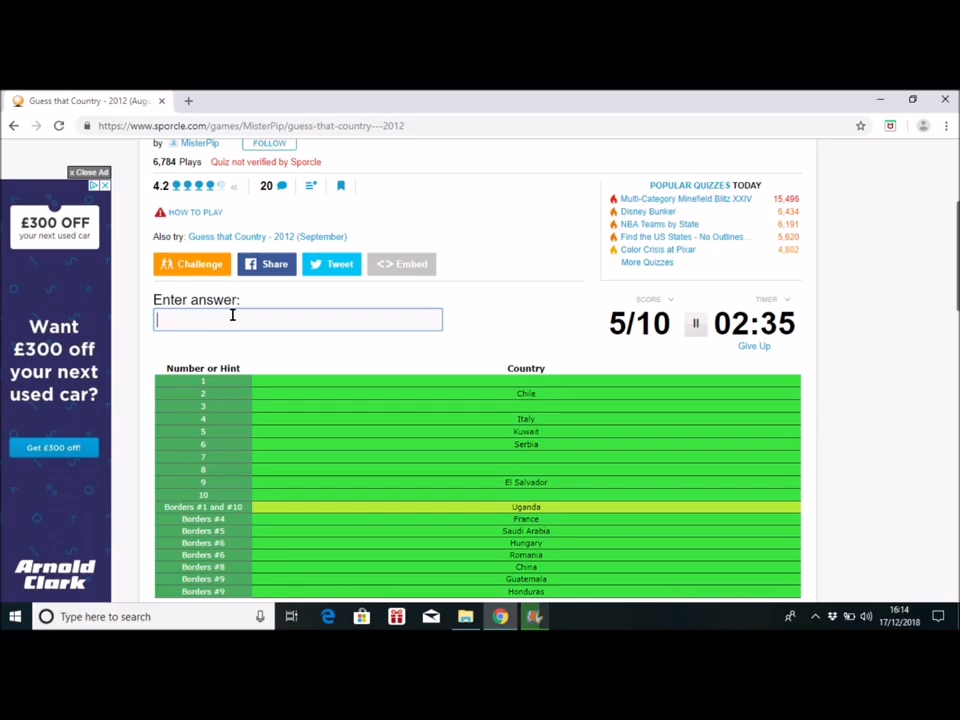 Guess that Country - 2012 (Augu
https://www.sporcle.com/games/MisterPip/guess-that-country---2012
by MisterPip FOLLOW
6,784 Plays Quiz not verified by Sporcle
4.2 20
HOW TO PLAY
Also try: Guess that Country - 2012 (September)
Challenge Share Tweet <> Embed
Enter answer:
POPULAR QUIZZES TODAY
Multi-Category Minefield Blitz XXIV 15,496
Disney Bunker 6,434
NBA Teams by State 6,191
Find the US States - No Outlines... 5,620
Color Crisis at Pixar 4,802
More Quizzes
SCORE TIMER
5/10 02:35
Give Up
Number or Hint Country
1
2 Chile
3
4 Italy
5 Kuwait
6 Serbia
7
8
9 El Salvador
10
Borders #1 and #10 Uganda
Borders #4 France
Borders #5 Saudi Arabia
Borders #6 Hungary
Borders #6 Romania
Borders #8 China
Borders #9 Guatemala
Borders #9 Honduras
x Close Ad
£300 OFF
your next used car
Want
£300 off
your next
used car?
Get £300 off!
Arnold
Clark
Type here to search
16:14
17/12/2018